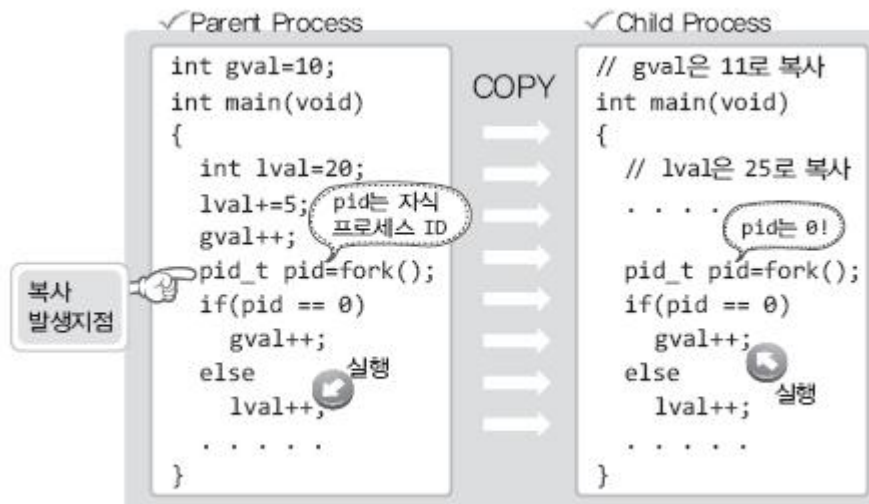 Parent Process
int gval=10;
int main(void)
{
int lval=20;
lval+=5;
gval++;
pid는 자식
프로세스 ID
pid_t pid=fork();
if(pid == 0)
gval++;
else
실행
lval++;
. . . . .
}
복사
발생지점
COPY
Child Process
// gval은 11로 복사
int main(void)
{
// lval은 25로 복사
. . . .
pid는 0!
pid_t pid=fork();
if(pid == 0)
gval++;
else
실행
lval++;
. . . . .
}